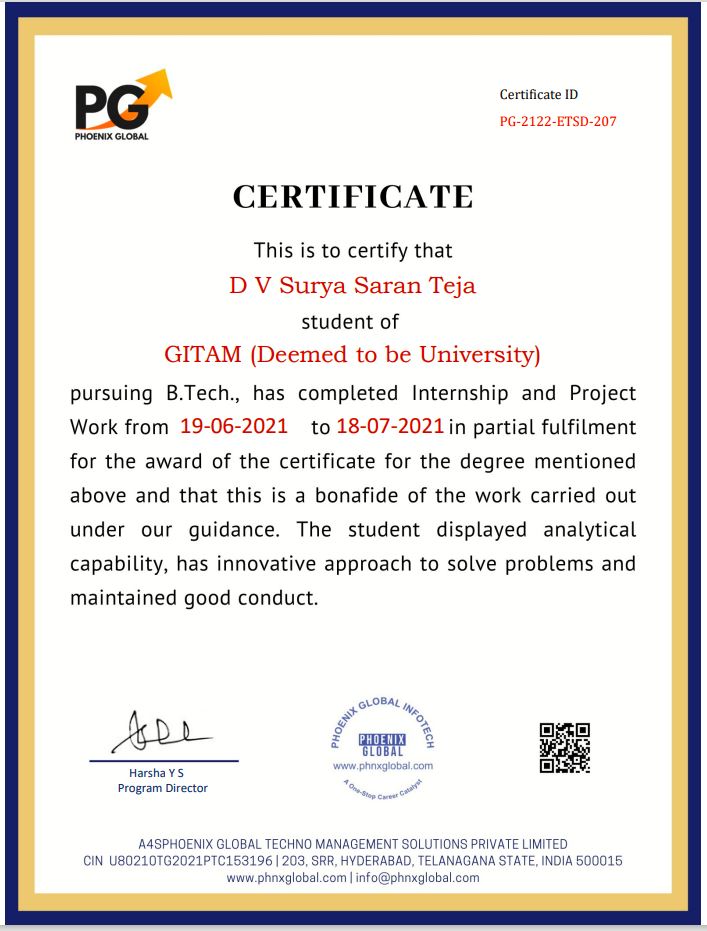 PG
PHOENIX GLOBAL
Certificate ID
PG-2122-ETSD-207
CERTIFICATE
This is to certify that
D V Surya Saran Teja
student of
GITAM (Deemed to be University)
pursuing B.Tech., has completed Internship and Project
Work from 19-06-2021 to 18-07-2021 in partial fulfilment
for the award of the certificate for the degree mentioned
above and that this is a bonafide of the work carried out
under our guidance. The student displayed analytical
capability, has innovative approach to solve problems and
maintained good conduct.
Harsha Y S
Program Director
PHOENIX GLOBAL INFOTECH
PHOENIX
GLOBAL
www.phnxglobal.com
A One-Stop Career Catalyst
A4SPHOENIX GLOBAL TECHNO MANAGEMENT SOLUTIONS PRIVATE LIMITED
CIN U80210TG2021PTC153196 | 203, SRR, HYDERABAD, TELANAGANA STATE, INDIA 500015
www.phnxglobal.com | info@phnxglobal.com